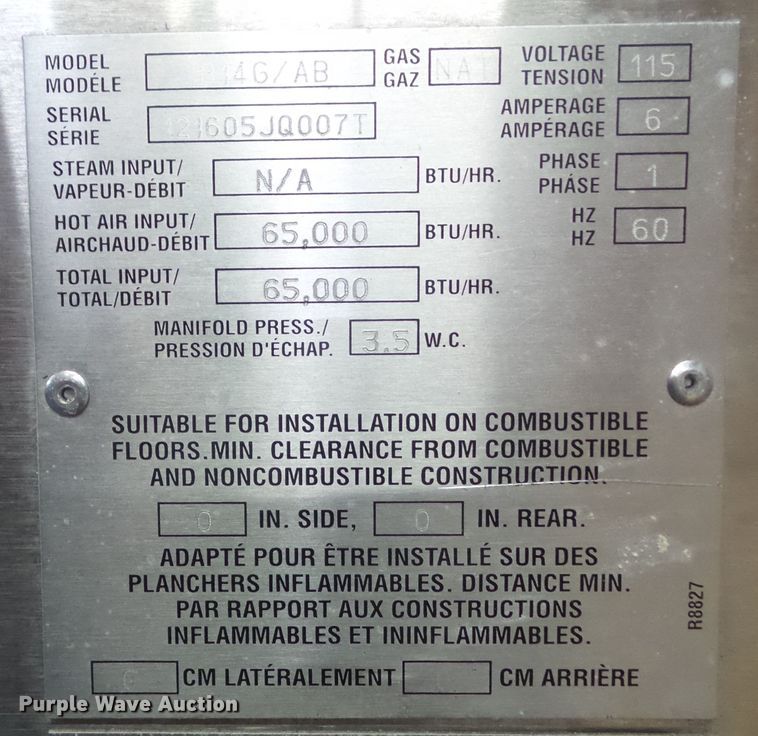 MODEL
MODÉLE
GAS
GAZ
VOLTAGE
TENSION 115
SERIAL
SÉRIE
AMPERAGE
AMPÉRAGE 6
STEAM INPUT/
VAPEUR-DÉBIT N/A BTU/HR.
PHASE
PHÁSE 1
HOT AIR INPUT/
AIRCHAUD-DÉBIT 65,000 BTU/HR.
HZ
HZ 60
TOTAL INPUT/
TOTAL/DÉBIT 65,000 BTU/HR.
MANIFOLD PRESS./
PRESSION D'ÉCHAP. 3.5 W.C.
SUITABLE FOR INSTALLATION ON COMBUSTIBLE
FLOORS.MIN. CLEARANCE FROM COMBUSTIBLE
AND NONCOMBUSTIBLE CONSTRUCTION.
0 IN. SIDE, 0 IN. REAR.
ADAPTÉ POUR ÊTRE INSTALLÉ SUR DES
PLANCHERS INFLAMMABLES. DISTANCE MIN.
PAR RAPPORT AUX CONSTRUCTIONS
INFLAMMABLES ET ININFLAMMABLES.
CM LATÉRALEMENT CM ARRIÈRE
R8827
Purple Wave Auction